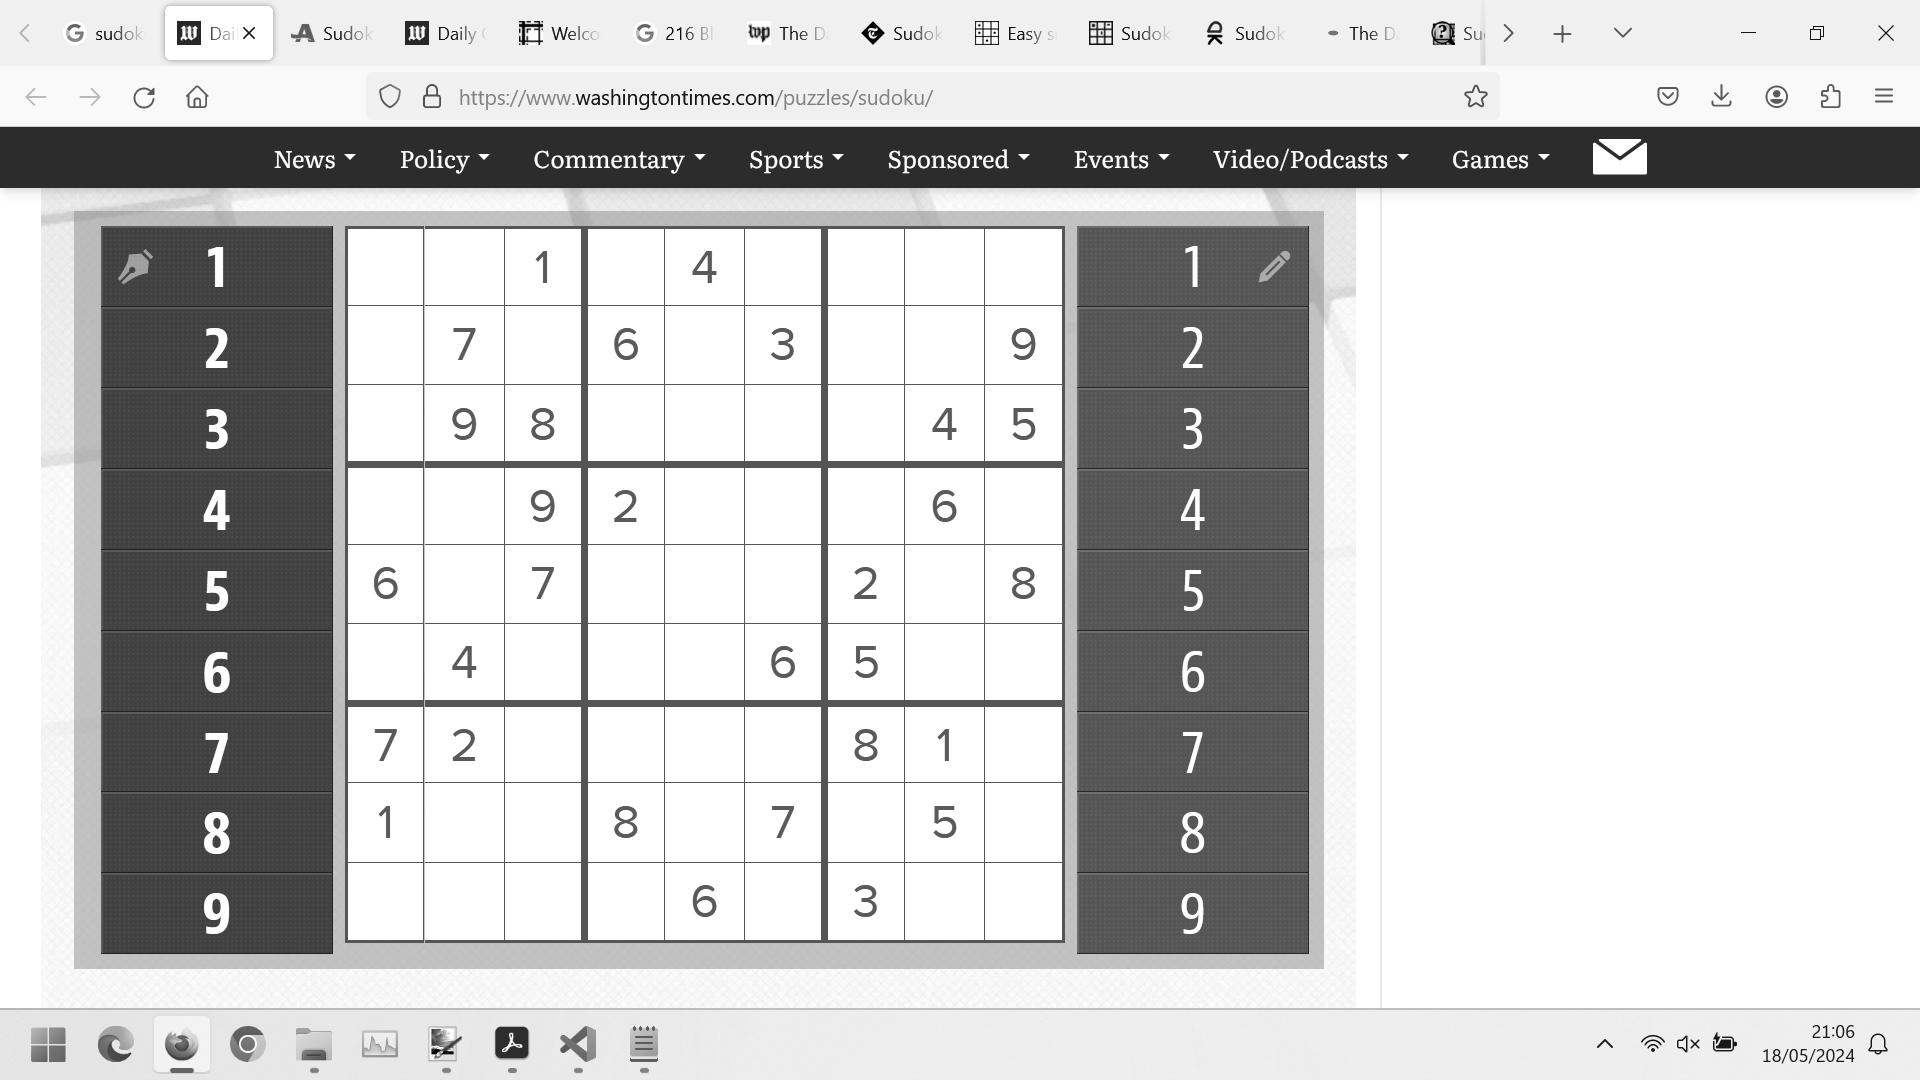 sudok
Dai
Sudok
Daily
Welco
216 Bl
The Da
Sudok
Easy s
Sudok
Sudok
The Da
Su
https://www.washingtontimes.com/puzzles/sudoku/
News Policy Commentary Sports Sponsored Events Video/Podcasts Games
1 1 4 1
2 7 6 3 9 2
3 9 8 4 5 3
4 9 2 6 4
5 6 7 2 8 5
6 4 6 5 6
7 7 2 8 1 7
8 1 8 7 5 8
9 6 3 9
21:06
18/05/2024